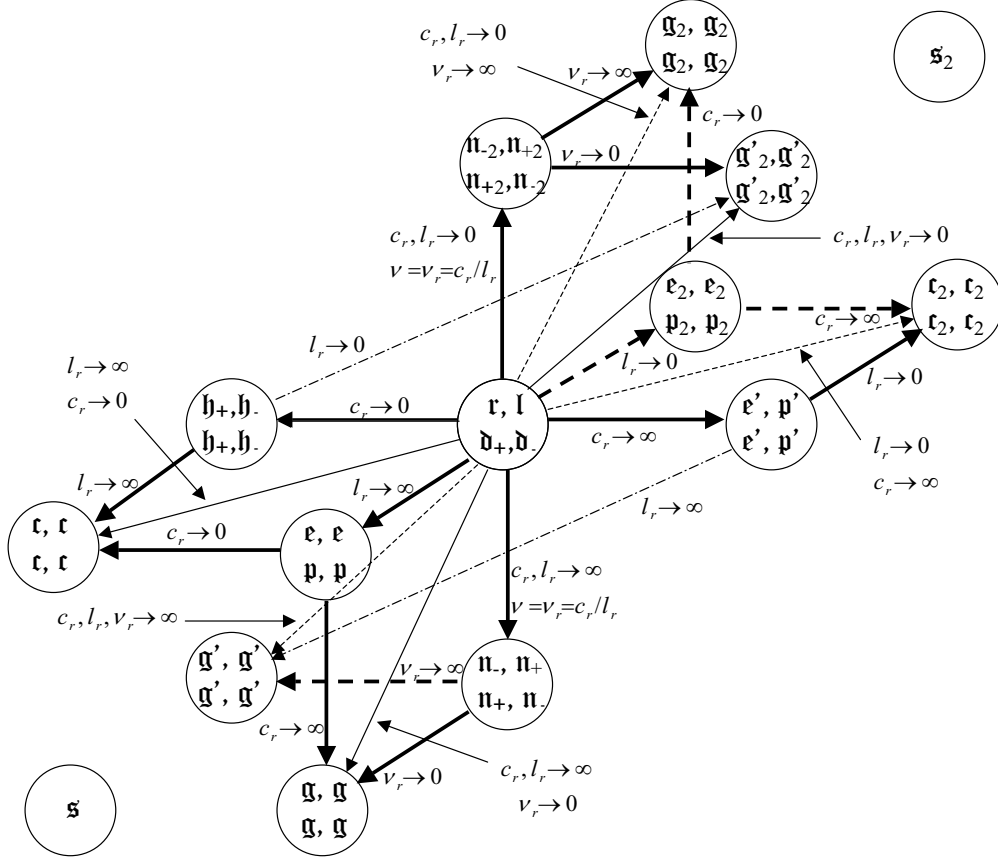 c_r, l_r → 0
ν_r → ∞
ν_r → ∞
𝔤₂, 𝔤₂
𝔤₂, 𝔤₂
𝔰₂
c_r → 0
𝔫₋₂,𝔫₊₂
𝔫₊₂,𝔫₋₂
ν_r → 0
𝔤'₂,𝔤'₂
𝔤'₂,𝔤'₂
c_r, l_r → 0
ν = ν_r = c_r/l_r
c_r, l_r, ν_r → 0
𝔢₂, 𝔢₂
𝔭₂, 𝔭₂
𝔠₂, 𝔠₂
𝔠₂, 𝔠₂
c_r → ∞
l_r → 0
l_r → 0
l_r → 0
l_r → ∞
c_r → 0
𝔥₊,𝔥₋
𝔥₊,𝔥₋
c_r → 0
𝔯, 𝔩
𝔡₊,𝔡₋
c_r → ∞
𝔢', 𝔭'
𝔢', 𝔭'
l_r → 0
c_r → ∞
l_r → ∞
l_r → ∞
l_r → ∞
𝔠, 𝔠
𝔠, 𝔠
c_r → 0
𝔢, 𝔢
𝔭, 𝔭
c_r, l_r → ∞
ν = ν_r = c_r/l_r
c_r, l_r, ν_r → ∞
𝔤', 𝔤'
𝔤', 𝔤'
ν_r → ∞
𝔫₋, 𝔫₊
𝔫₊, 𝔫₋
c_r → ∞
ν_r → 0
c_r, l_r → ∞
ν_r → 0
𝔰
𝔤, 𝔤
𝔤, 𝔤